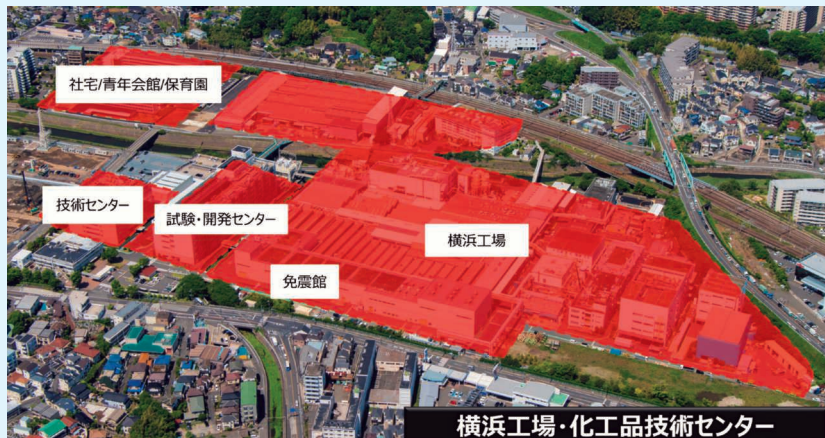 社宅/青年会館/保育園
技術センター
試験・開発センター
横浜工場
免震館
横浜工場・化工品技術センター